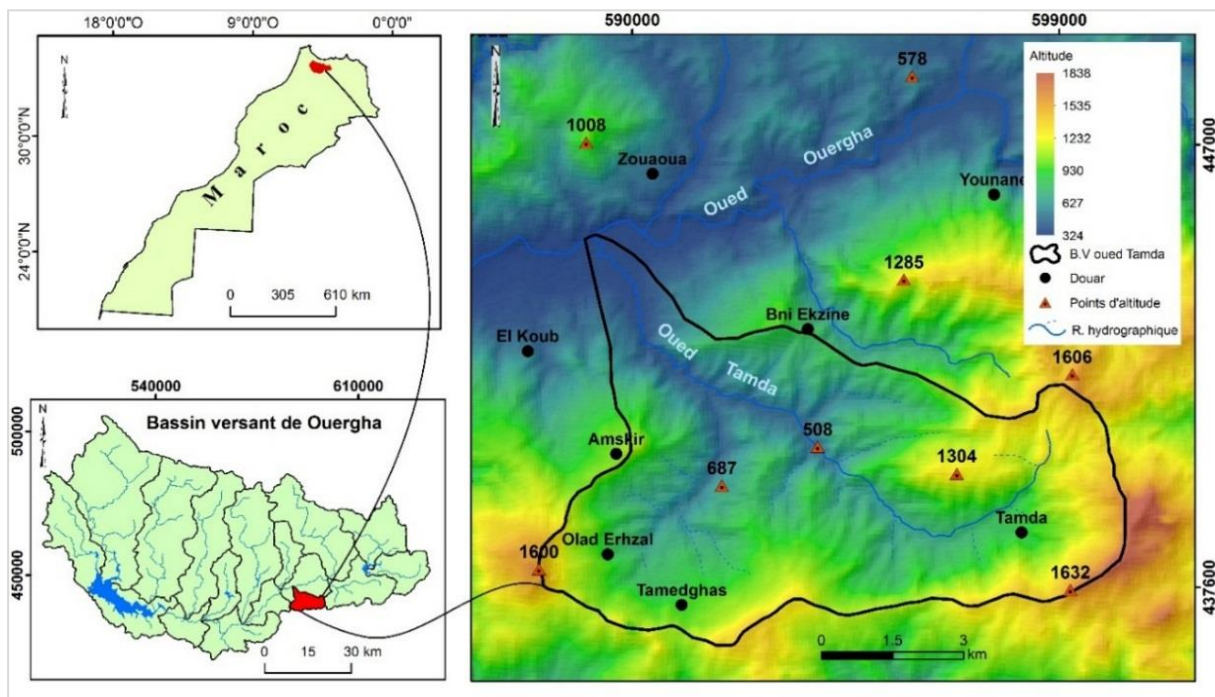 18°0'0"O
9°0'0"O
0°0'0"
N
30°0'0"N
24°0'0"N
Maroc
0 305 610 km
540000
610000
N
500000
450000
Bassin versant de Ouergha
0 15 30 km
590000
599000
N
447000
437600
578
1008
Zouaoua
Oued Ouergha
Younane
1285
Bni Ekzine
El Koub
Oued Tamda
1606
Amskir
508
687
1304
Tamda
Olad Erhzal
1600
1632
Tamedghas
0 1.5 3
km
Altitude
1838
1535
1232
930
627
324
B.V oued Tamda
Douar
Points d'altitude
R. hydrographique